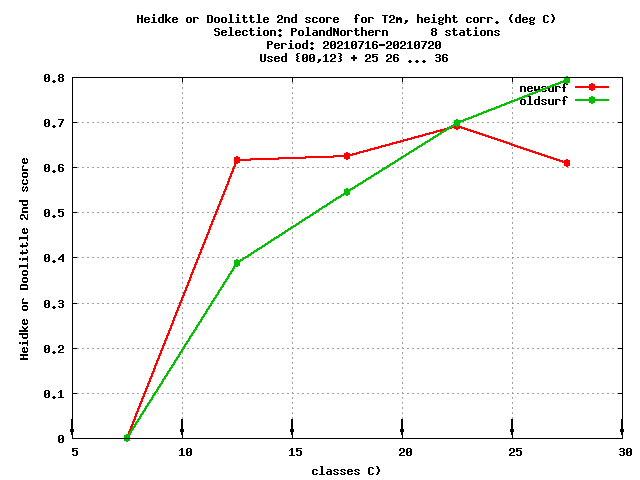 Heidke or Doolittle 2nd score  for T2m, height corr. (deg C)
Selection: PolandNorthern      8 stations
Period: 20210716-20210720
Used {00,12} + 25 26 ... 36
Heidke or Doolittle 2nd score
0.8
0.7
0.6
0.5
0.4
0.3
0.2
0.1
0
newsurf
oldsurf
5 10 15 20 25 30
classes C)